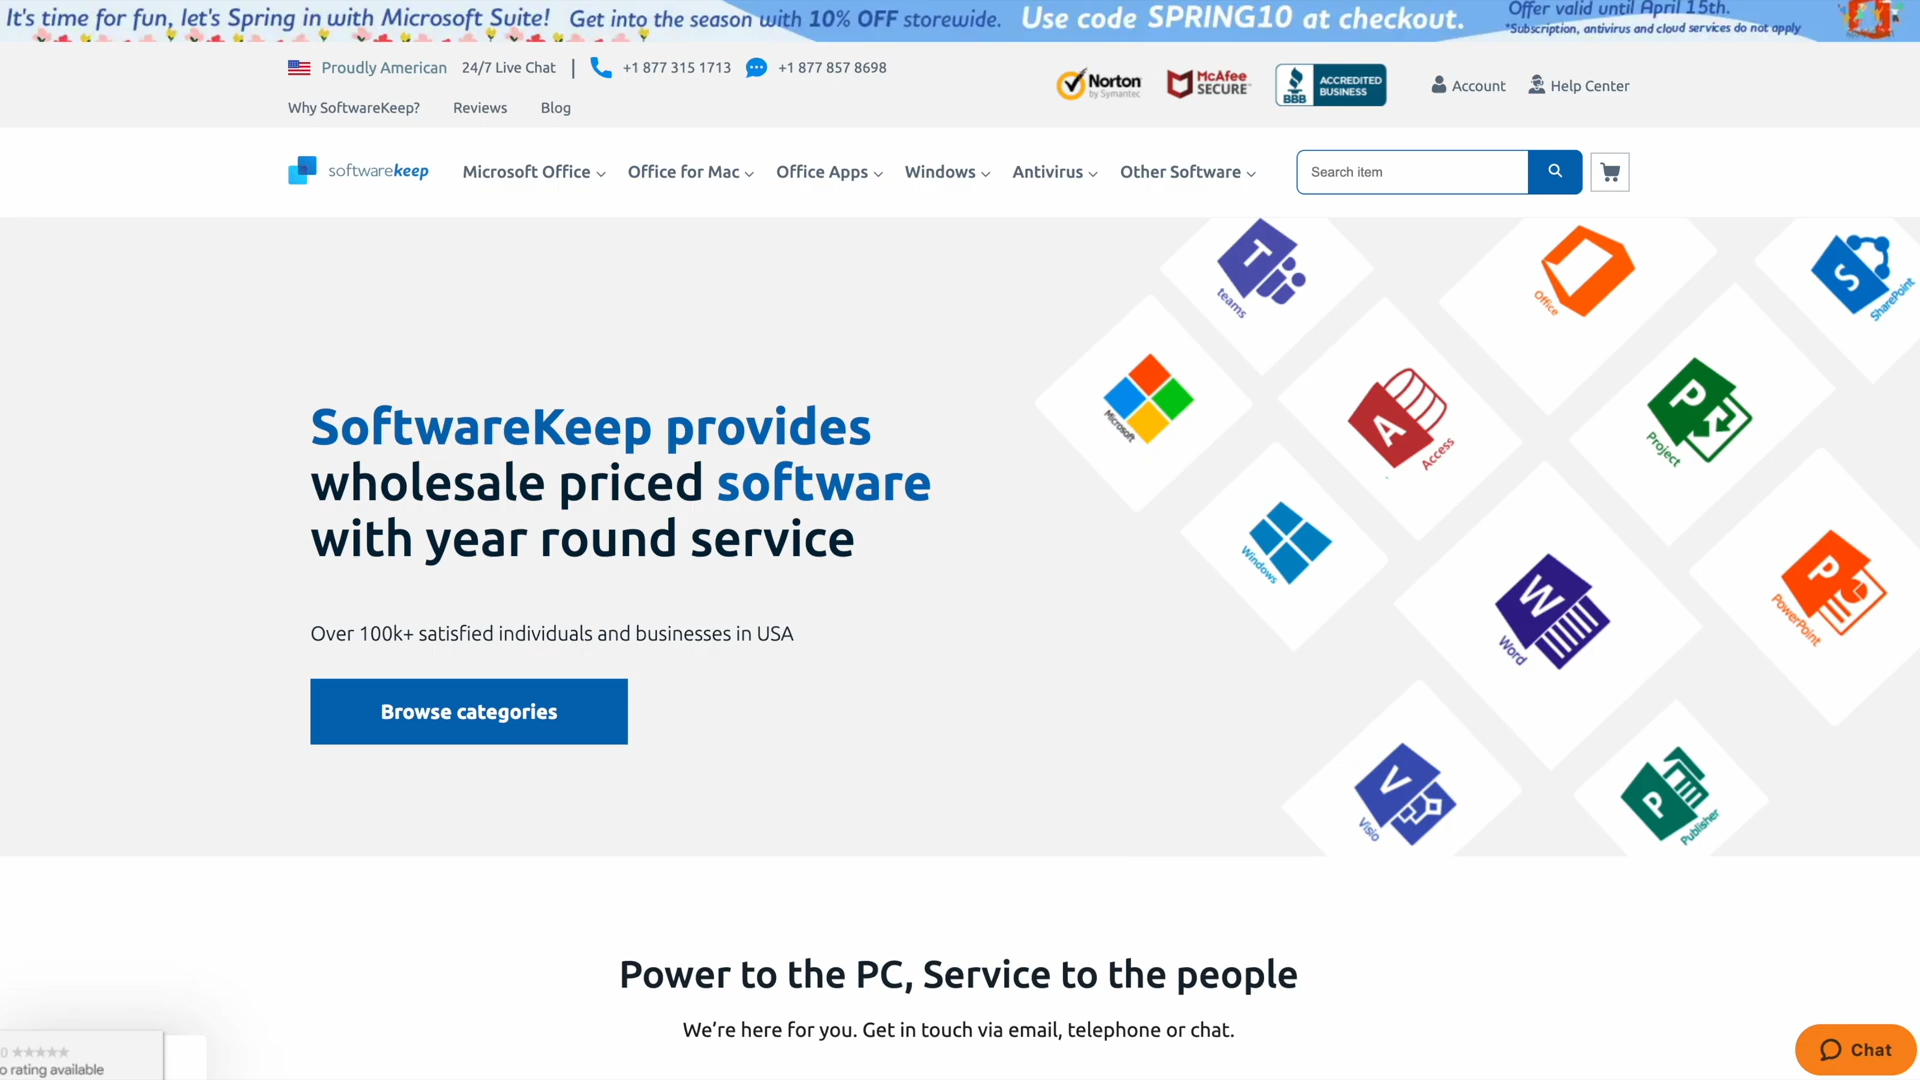 It's time for fun, let's Spring in with Microsoft Suite! Get into the season with 10% OFF storewide. Use code SPRING10 at checkout. Offer valid until April 15th.
*Subscription, antivirus and cloud services do not apply
Proudly American 24/7 Live Chat | +1 877 315 1713 +1 877 857 8698
Why SoftwareKeep? Reviews Blog
Norton
by Symantec
McAfee
SECURE
BBB
ACCREDITED
BUSINESS
Account Help Center
softwarekeep
Microsoft Office Office for Mac Office Apps Windows Antivirus Other Software
Search item
SoftwareKeep provides
wholesale priced software
with year round service
Over 100k+ satisfied individuals and businesses in USA
Browse categories
T
teams
Office
S
SharePoint
Microsoft
A
Access
P
Project
Windows
W
Word
P
PowerPoint
V
Visio
P
Publisher
Power to the PC, Service to the people
We're here for you. Get in touch via email, telephone or chat.
0 ★★★★★
o rating available
Chat